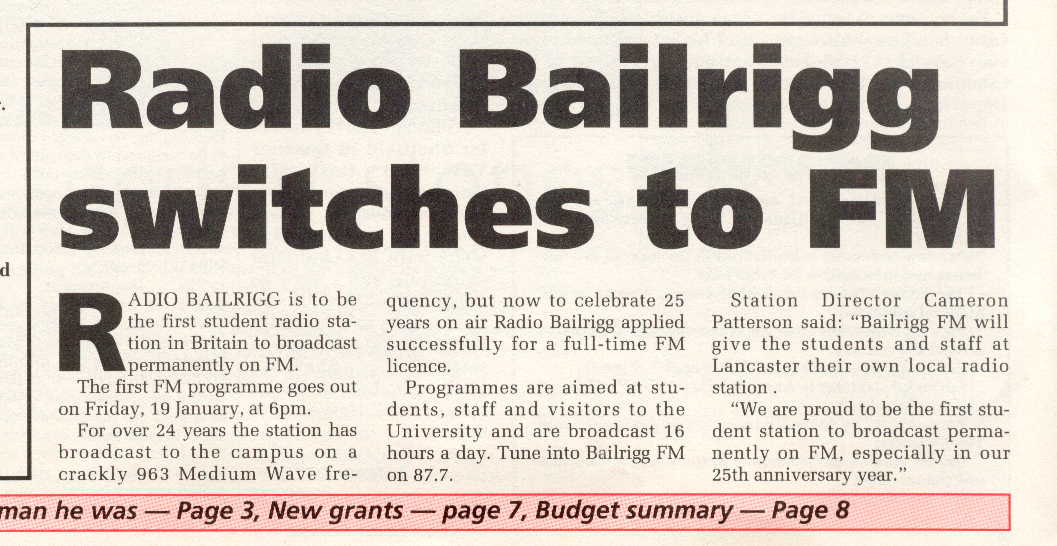 Radio Bailrigg
switches to FM
RADIO BAILRIGG is to be
the first student radio sta-
tion in Britain to broadcast
permanently on FM.
The first FM programme goes out
on Friday, 19 January, at 6pm.
For over 24 years the station has
broadcast to the campus on a
crackly 963 Medium Wave fre-
quency, but now to celebrate 25
years on air Radio Bailrigg applied
successfully for a full-time FM
licence.
Programmes are aimed at stu-
dents, staff and visitors to the
University and are broadcast 16
hours a day. Tune into Bailrigg FM
on 87.7.
Station Director Cameron
Patterson said: “Bailrigg FM will
give the students and staff at
Lancaster their own local radio
station .
“We are proud to be the first stu-
dent station to broadcast perma-
nently on FM, especially in our
25th anniversary year.”
man he was — Page 3, New grants — page 7, Budget summary — Page 8